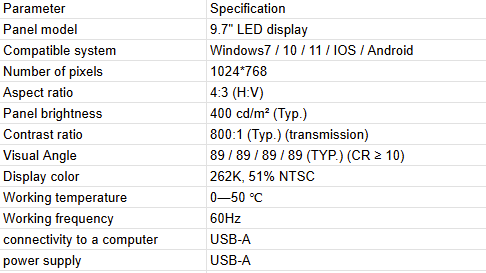 Parameter Specification
Panel model 9.7" LED display
Compatible system Windows7 / 10 / 11 / IOS / Android
Number of pixels 1024*768
Aspect ratio 4:3 (H:V)
Panel brightness 400 cd/m² (Typ.)
Contrast ratio 800:1 (Typ.) (transmission)
Visual Angle 89 / 89 / 89 / 89 (TYP.) (CR ≥ 10)
Display color 262K, 51% NTSC
Working temperature 0—50 ℃
Working frequency 60Hz
connectivity to a computer USB-A
power supply USB-A